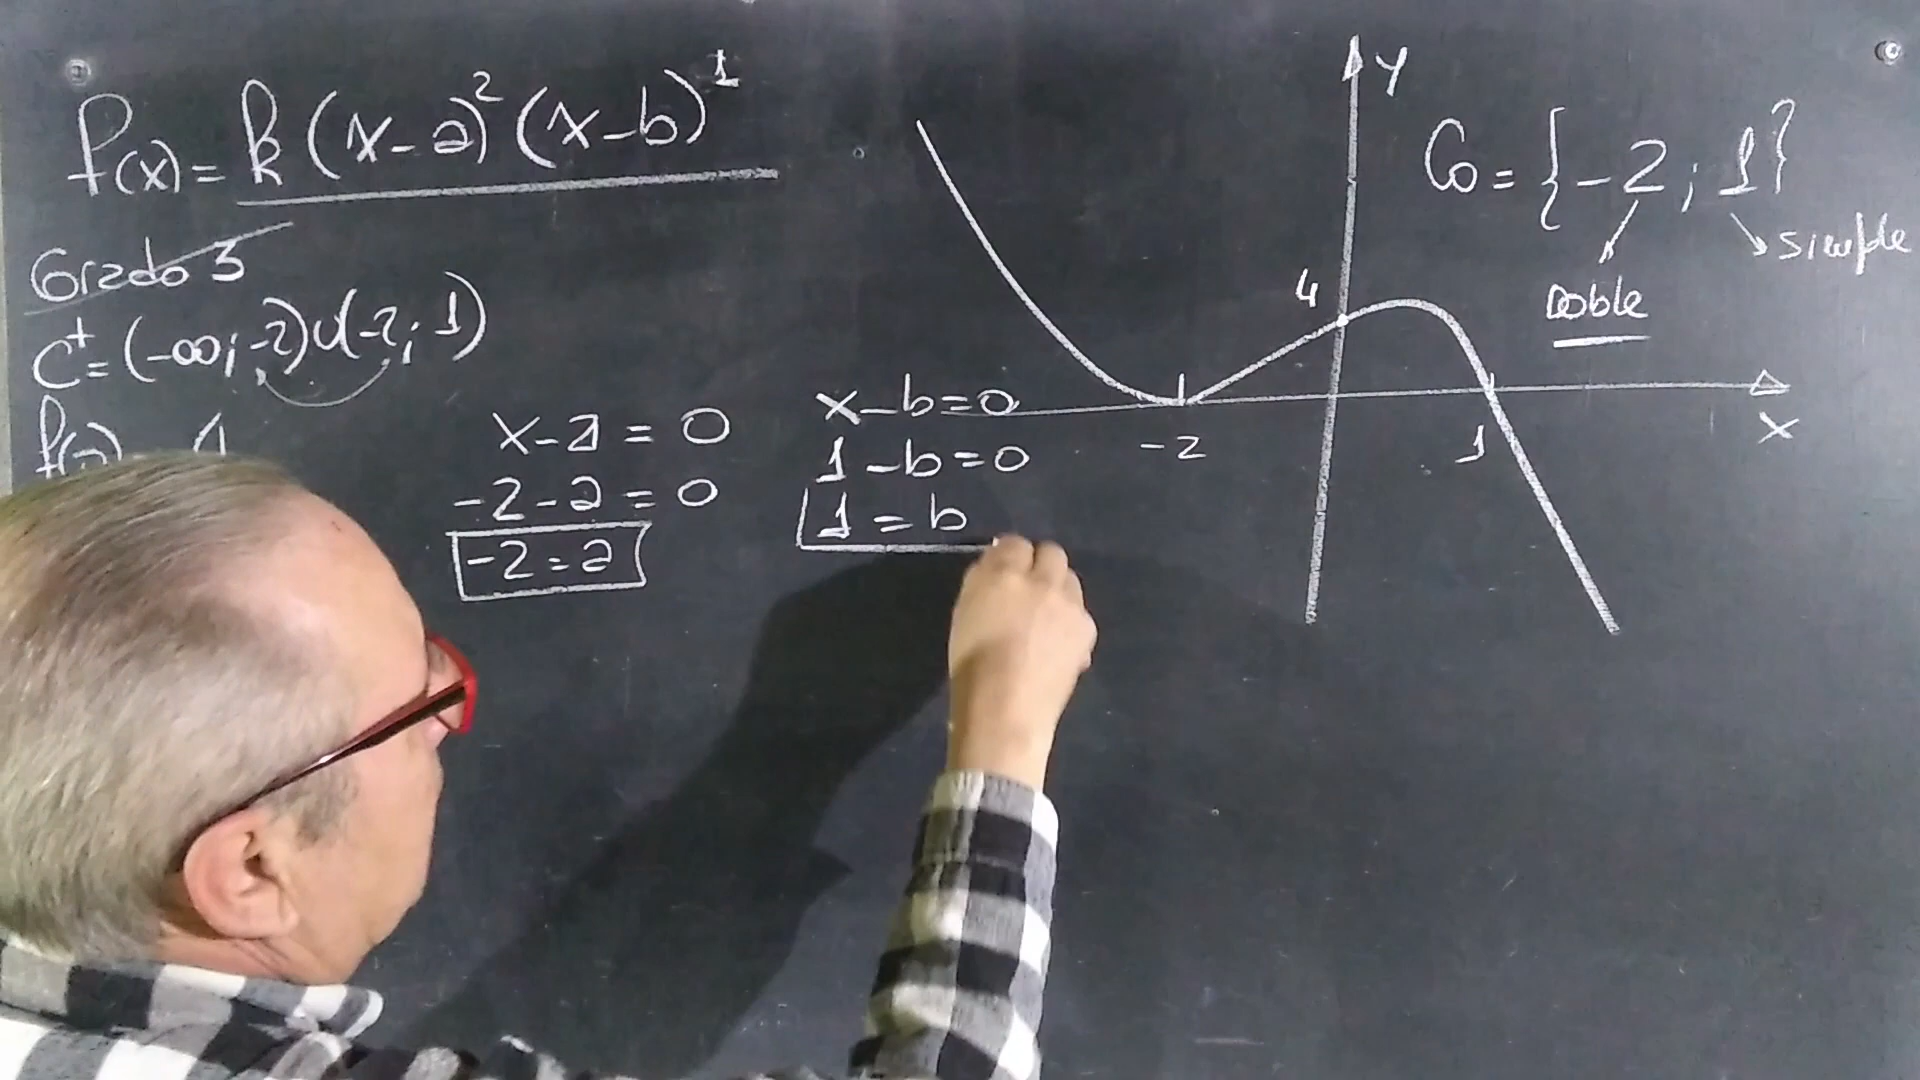 f(x) = k (x-a)² (x-b)¹
Grado 3
C⁺ = (-∞; -2) ∪ (-2; 1)
x-a = 0
-2-a = 0
-2 = a
x-b=0
1-b=0
1 = b
y
4
-2
1
x
C₀ = {-2; 1}
simple
Doble